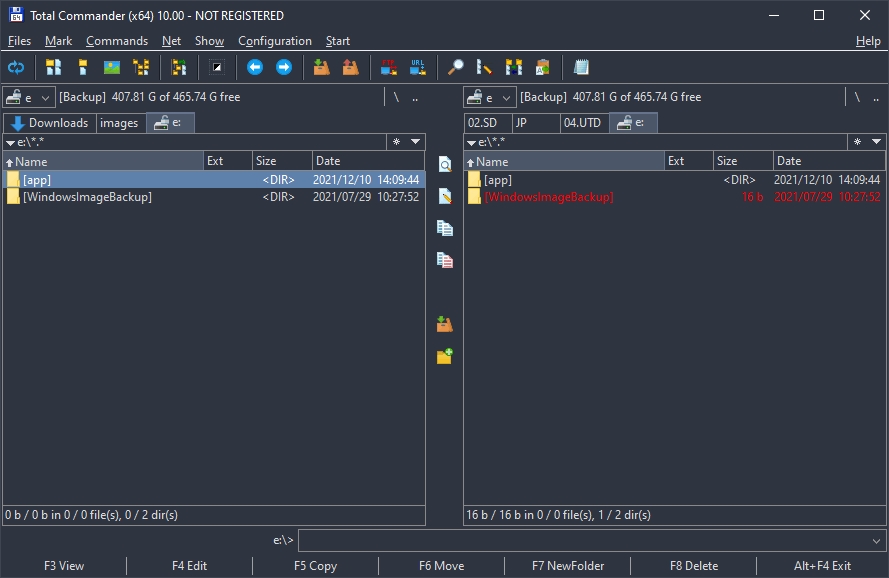 Total Commander (x64) 10.00 - NOT REGISTERED
Files Mark Commands Net Show Configuration Start Help
FTP URL
e [Backup] 407.81 G of 465.74 G free \ ..
e [Backup] 407.81 G of 465.74 G free \ ..
Downloads images e:
02.SD JP 04.UTD e:
e:\*.* *
e:\*.* *
Name Ext Size Date
[app] <DIR> 2021/12/10 14:09:44
[WindowsImageBackup] <DIR> 2021/07/29 10:27:52
Name Ext Size Date
[app] <DIR> 2021/12/10 14:09:44
[WindowsImageBackup] 16 b 2021/07/29 10:27:52
0 b / 0 b in 0 / 0 file(s), 0 / 2 dir(s)
16 b / 16 b in 0 / 0 file(s), 1 / 2 dir(s)
e:\>
F3 View F4 Edit F5 Copy F6 Move F7 NewFolder F8 Delete Alt+F4 Exit